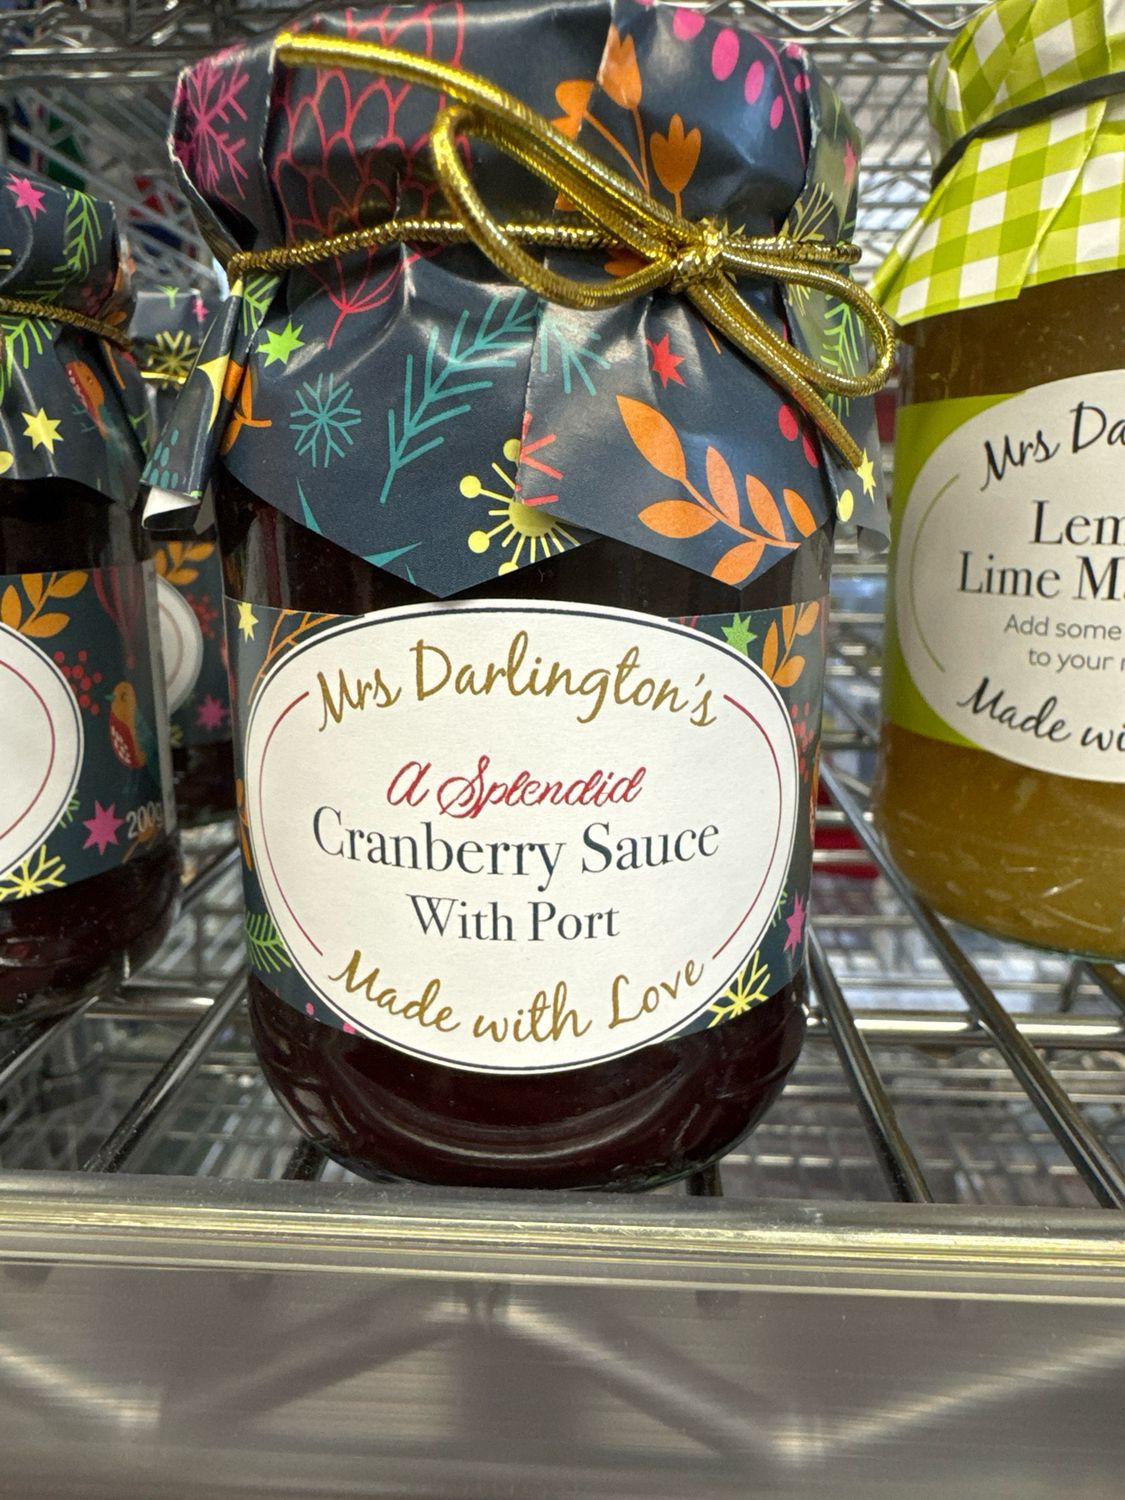 Mrs Darlington's
A Splendid
Cranberry Sauce
With Port
Made with Love
200g
Mrs Da
Lem
Lime M
Add some
to your
Made wi